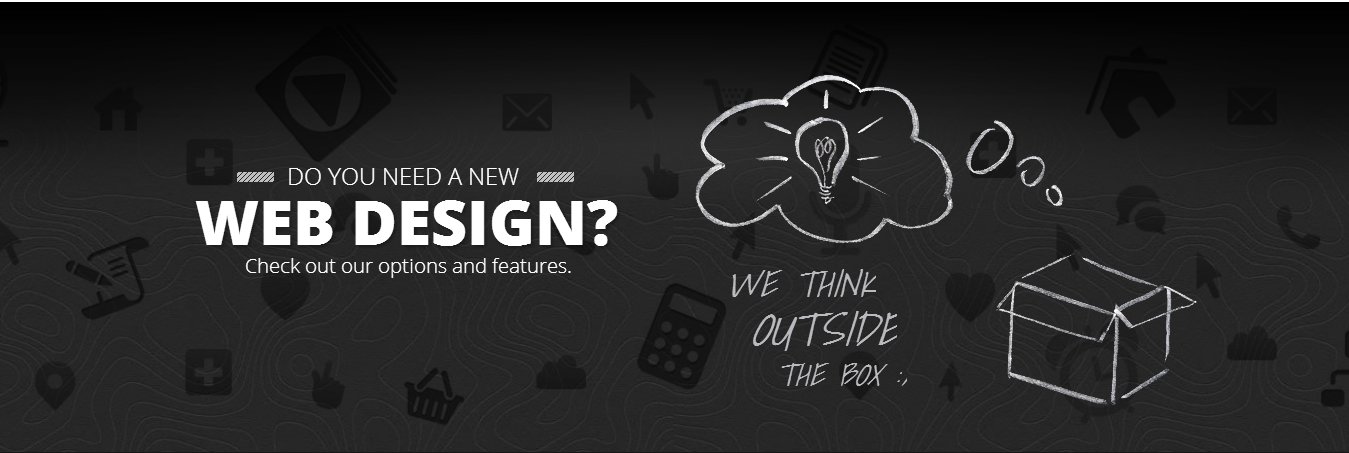 DO YOU NEED A NEW
WEB DESIGN?
Check out our options and features.
WE THINK
OUTSIDE
THE BOX :,